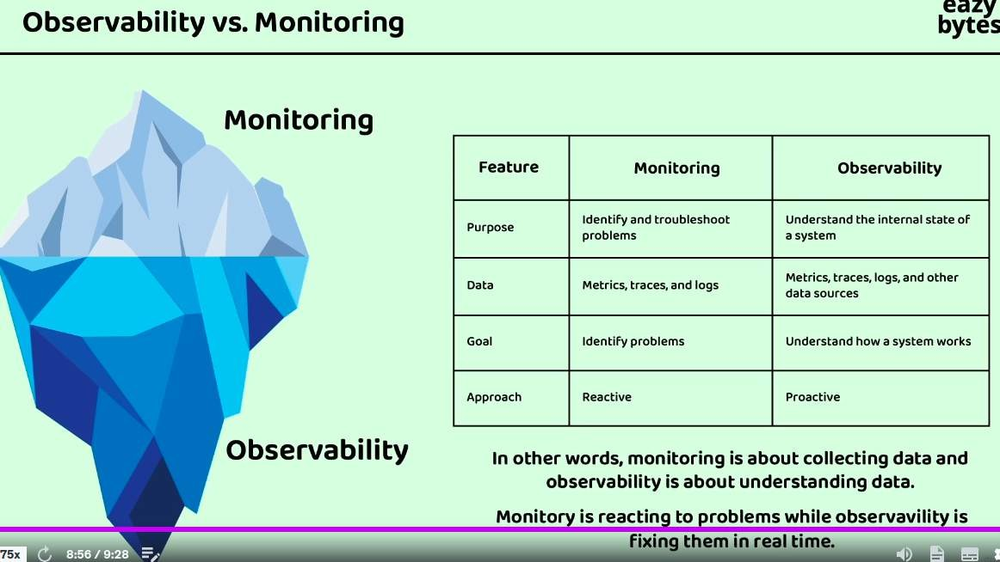 Observability vs. Monitoring
eazy
bytes
Monitoring
Feature
Monitoring
Observability
Purpose
Identify and troubleshoot
problems
Understand the internal state of
a system
Data
Metrics, traces, and logs
Metrics, traces, logs, and other
data sources
Goal
Identify problems
Understand how a system works
Approach
Reactive
Proactive
Observability
In other words, monitoring is about collecting data and
observability is about understanding data.
Monitory is reacting to problems while observavility is
fixing them in real time.
75x
8:56 / 9:28